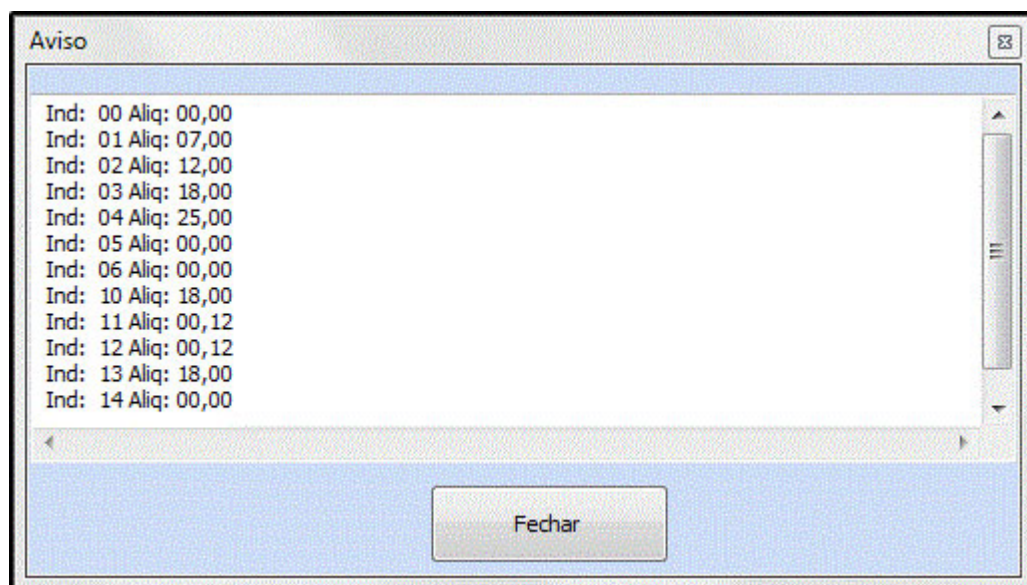 Aviso
Ind:  00 Aliq: 00,00
Ind:  01 Aliq: 07,00
Ind:  02 Aliq: 12,00
Ind:  03 Aliq: 18,00
Ind:  04 Aliq: 25,00
Ind:  05 Aliq: 00,00
Ind:  06 Aliq: 00,00
Ind:  10 Aliq: 18,00
Ind:  11 Aliq: 00,12
Ind:  12 Aliq: 00,12
Ind:  13 Aliq: 18,00
Ind:  14 Aliq: 00,00
Fechar